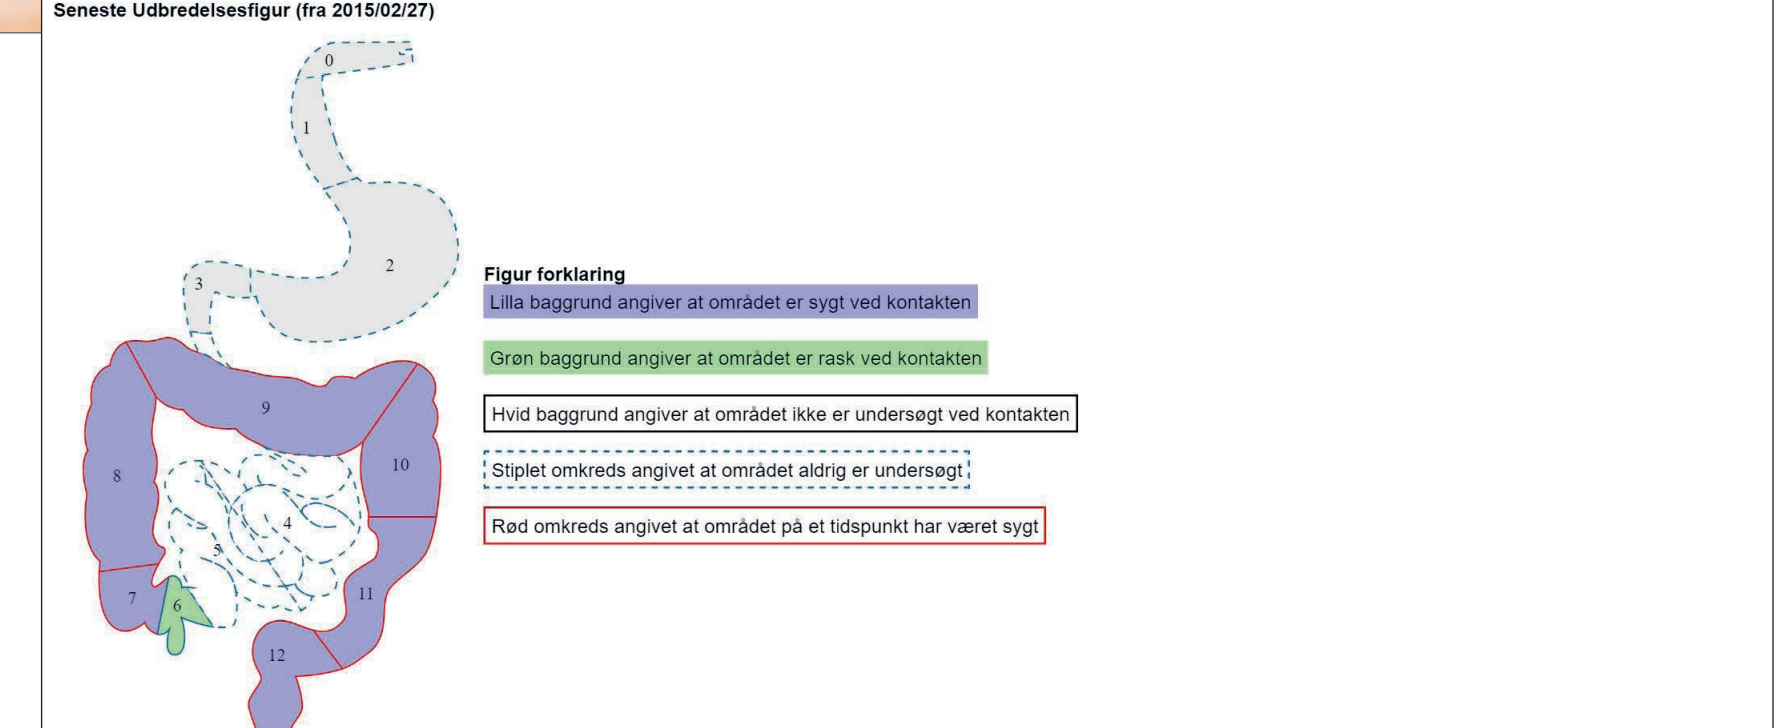 Seneste Udbredelsesfigur (fra 2015/02/27)
0
1
2
3
Figur forklaring
Lilla baggrund angiver at området er sygt ved kontakten
Grøn baggrund angiver at området er rask ved kontakten
9
Hvid baggrund angiver at området ikke er undersøgt ved kontakten
8
10
Stiplet omkreds angivet at området aldrig er undersøgt
4
Rød omkreds angivet at området på et tidspunkt har været sygt
5
7
6
11
12